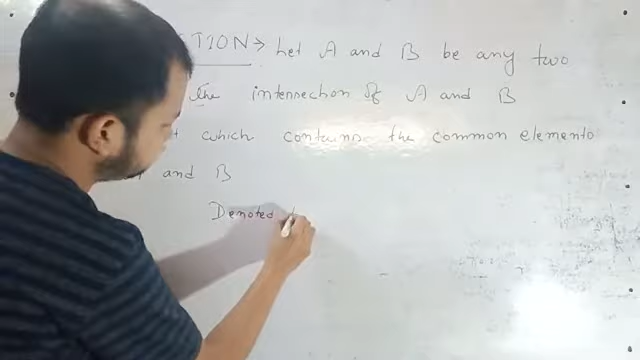 TION → Let A and B be any two
the intersection of A and B
which contains the common elements
and B
Denoted